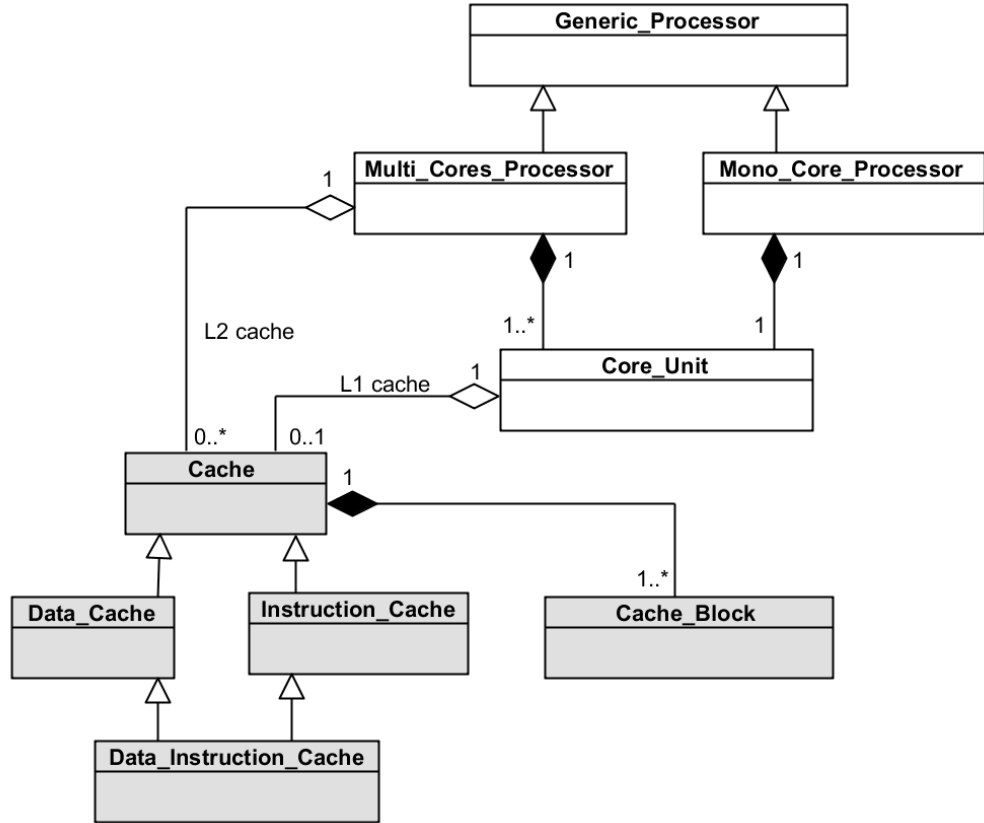 Generic_Processor
Multi_Cores_Processor
Mono_Core_Processor
1
1
1
L2 cache
1..*
1
Core_Unit
1
L1 cache
0..*
0..1
Cache
1
1..*
Data_Cache
Instruction_Cache
Cache_Block
Data_Instruction_Cache